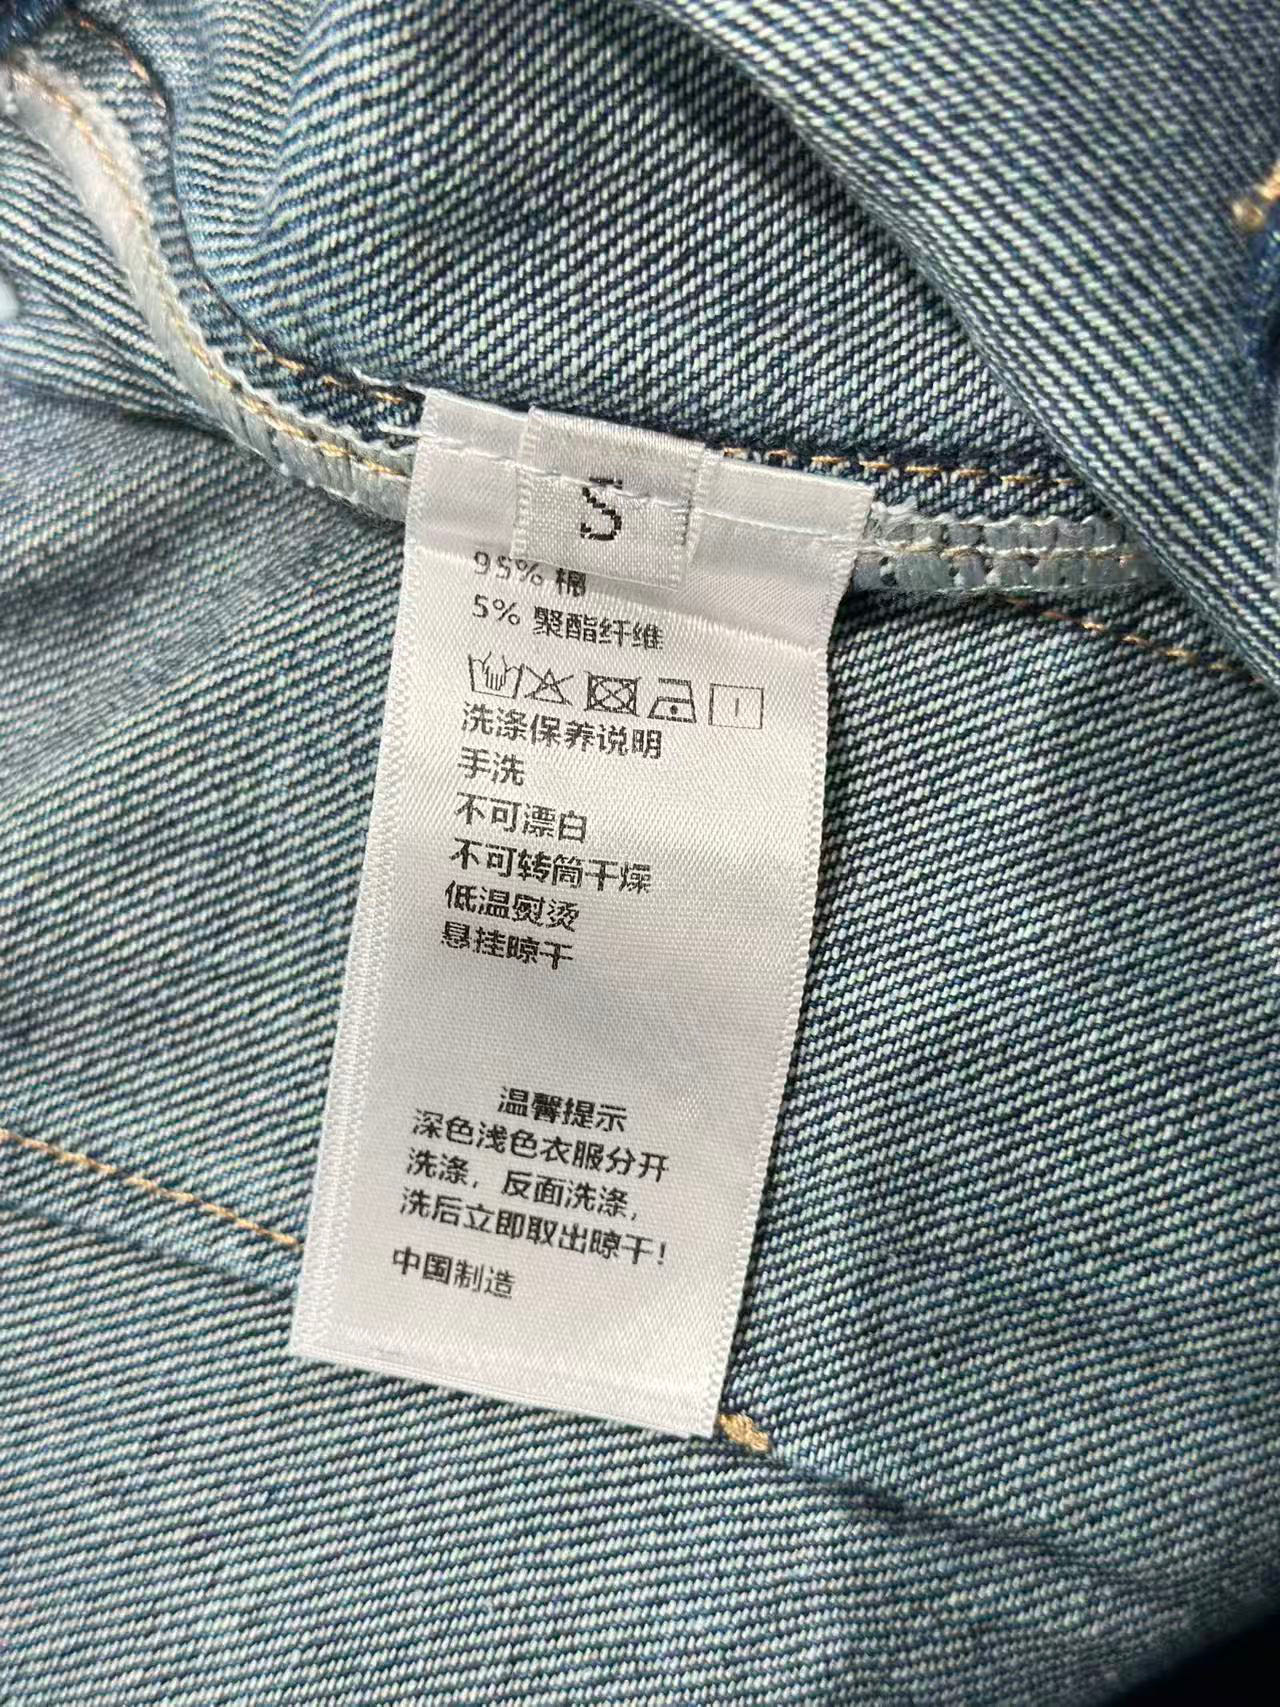 S
95% 棉
5% 聚酯纤维
洗涤保养说明
手洗
不可漂白
不可转筒干燥
低温熨烫
悬挂晾干
温馨提示
深色浅色衣服分开
洗涤，反面洗涤，
洗后立即取出晾干！
中国制造